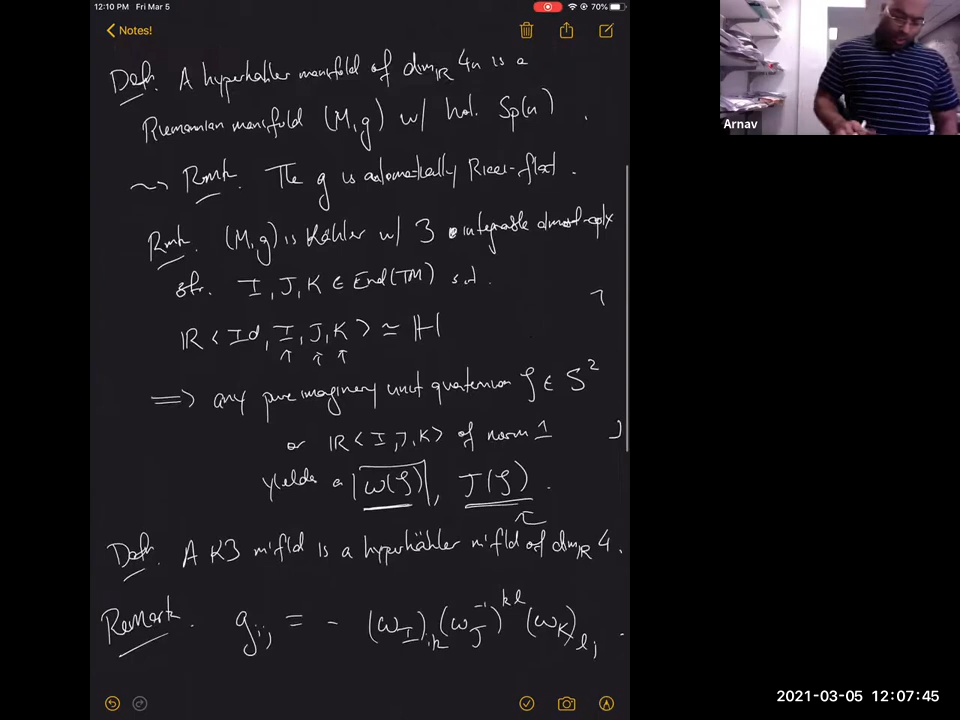 12:10 PM Fri Mar 5
70%
Notes!
Defn. A hyperkähler manifold of dim_ℝ 4n is a
Riemannian manifold (M,g) w/ hol. Sp(n).
~> Rmk. The g is automatically Ricci-flat.
Rmk. (M,g) is Kähler w/ 3 integrable almost-cplx
str. I, J, K ∈ End(TM) s.t.
ℝ<Id, I, J, K> ≃ ℍ
⟹ any pure imaginary unit quaternion ζ ∈ S²
or ℝ<I,J,K> of norm 1
yields a ω(ζ), J(ζ).
Defn. A K3 mfld is a hyperkähler mfld of dim_ℝ 4.
Remark. g_ij = - (ω_I)_ik (ω_J^{-1})^{kl} (ω_K)_lj.
Arnav
2021-03-05 12:07:45